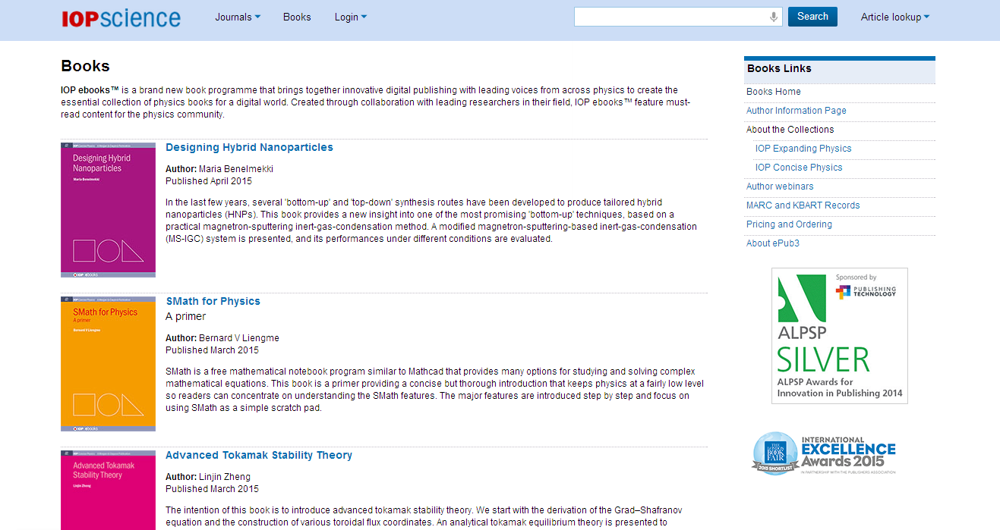 IOPscience
Journals
Books
Login
Search
Article lookup
Books
IOP ebooks™ is a brand new book programme that brings together innovative digital publishing with leading voices from across physics to create the
essential collection of physics books for a digital world. Created through collaboration with leading researchers in their field, IOP ebooks™ feature must-
read content for the physics community.
Designing Hybrid
Nanoparticles
Maria Benelmekki
IOP ebooks
Designing Hybrid Nanoparticles
Author: Maria Benelmekki
Published April 2015
In the last few years, several 'bottom-up' and 'top-down' synthesis routes have been developed to produce tailored hybrid
nanoparticles (HNPs). This book provides a new insight into one of the most promising 'bottom-up' techniques, based on a
practical magnetron-sputtering inert-gas-condensation method. A modified magnetron-sputtering-based inert-gas-condensation
(MS-IGC) system is presented, and its performances under different conditions are evaluated.
SMath for Physics
A primer
Bernard V Liengme
IOP ebooks
SMath for Physics
A primer
Author: Bernard V Liengme
Published March 2015
SMath is a free mathematical notebook program similar to Mathcad that provides many options for studying and solving complex
mathematical equations. This book is a primer providing a concise but thorough introduction that keeps physics at a fairly low level
so readers can concentrate on understanding the SMath features. The major features are introduced step by step and focus on
using SMath as a simple scratch pad.
Advanced Tokamak
Stability Theory
Linjin Zheng
Advanced Tokamak Stability Theory
Author: Linjin Zheng
Published March 2015
The intention of this book is to introduce advanced tokamak stability theory. We start with the derivation of the Grad–Shafranov
equation and the construction of various toroidal flux coordinates. An analytical tokamak equilibrium theory is presented to
Books Links
Books Home
Author Information Page
About the Collections
IOP Expanding Physics
IOP Concise Physics
Author webinars
MARC and KBART Records
Pricing and Ordering
About ePub3
Sponsored by
PUBLISHING
TECHNOLOGY
ALPSP
SILVER
ALPSP Awards for
Innovation in Publishing 2014
THE
LONDON
BOOK
FAIR
2015 SHORTLIST
INTERNATIONAL
EXCELLENCE
Awards 2015
IN PARTNERSHIP WITH THE PUBLISHERS ASSOCIATION